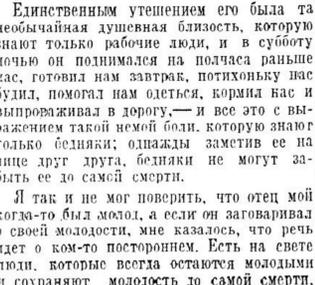 Единственным утешением его была та
необычайная душевная близость, которую
знают только рабочие люди, и в субботу
ночью он поднимался на полчаса раньше
нас, готовил нам завтрак, потихоньку нас
будил, помогал нам одеться, кормил нас и
выпроваживал в дорогу,— и все это с вы-
ражением такой немой боли. которую знают
только бедняки; однажды заметив ее на
лице друг друга, бедняки не могут за-
быть ее до самой смерти.
Я так и не мог поверить, что отец мой
когда-то был молод, а если он заговаривал
о своей молодости, мне казалось, что речь
идет о ком-то постороннем. Есть на свете
люди, которые всегда остаются молодыми
и сохраняют молодость до самой смерти,